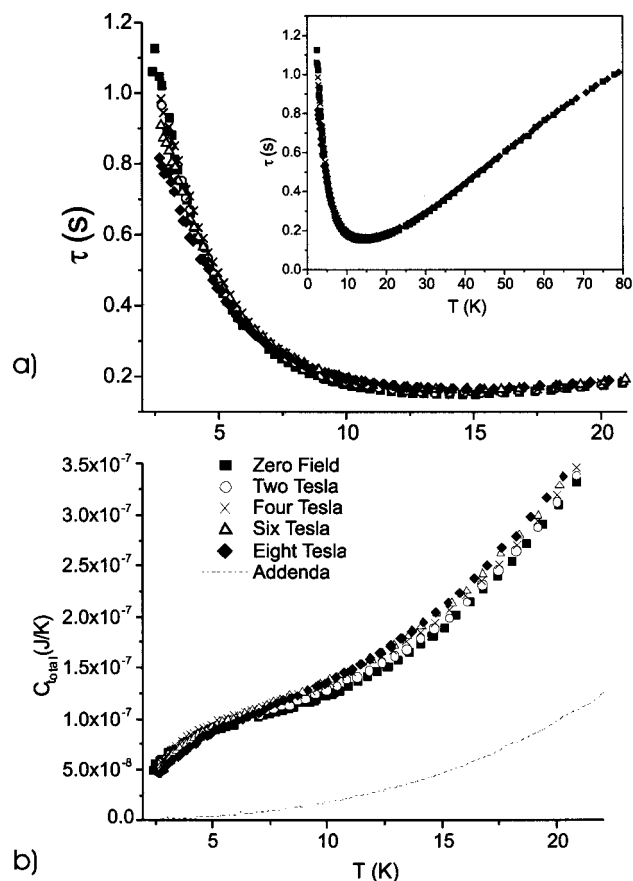 a)
τ (s)
1.2
1.0
0.8
0.6
0.4
0.2
5
10
15
20
τ (s)
1.2
1.0
0.8
0.6
0.4
0.2
0.0
0
10
20
30
40
50
60
70
80
T (K)
b)
C_total (J/K)
3.5x10^-7
3.0x10^-7
2.5x10^-7
2.0x10^-7
1.5x10^-7
1.0x10^-7
5.0x10^-8
0.0
Zero Field
Two Tesla
Four Tesla
Six Tesla
Eight Tesla
Addenda
5
10
15
20
T (K)